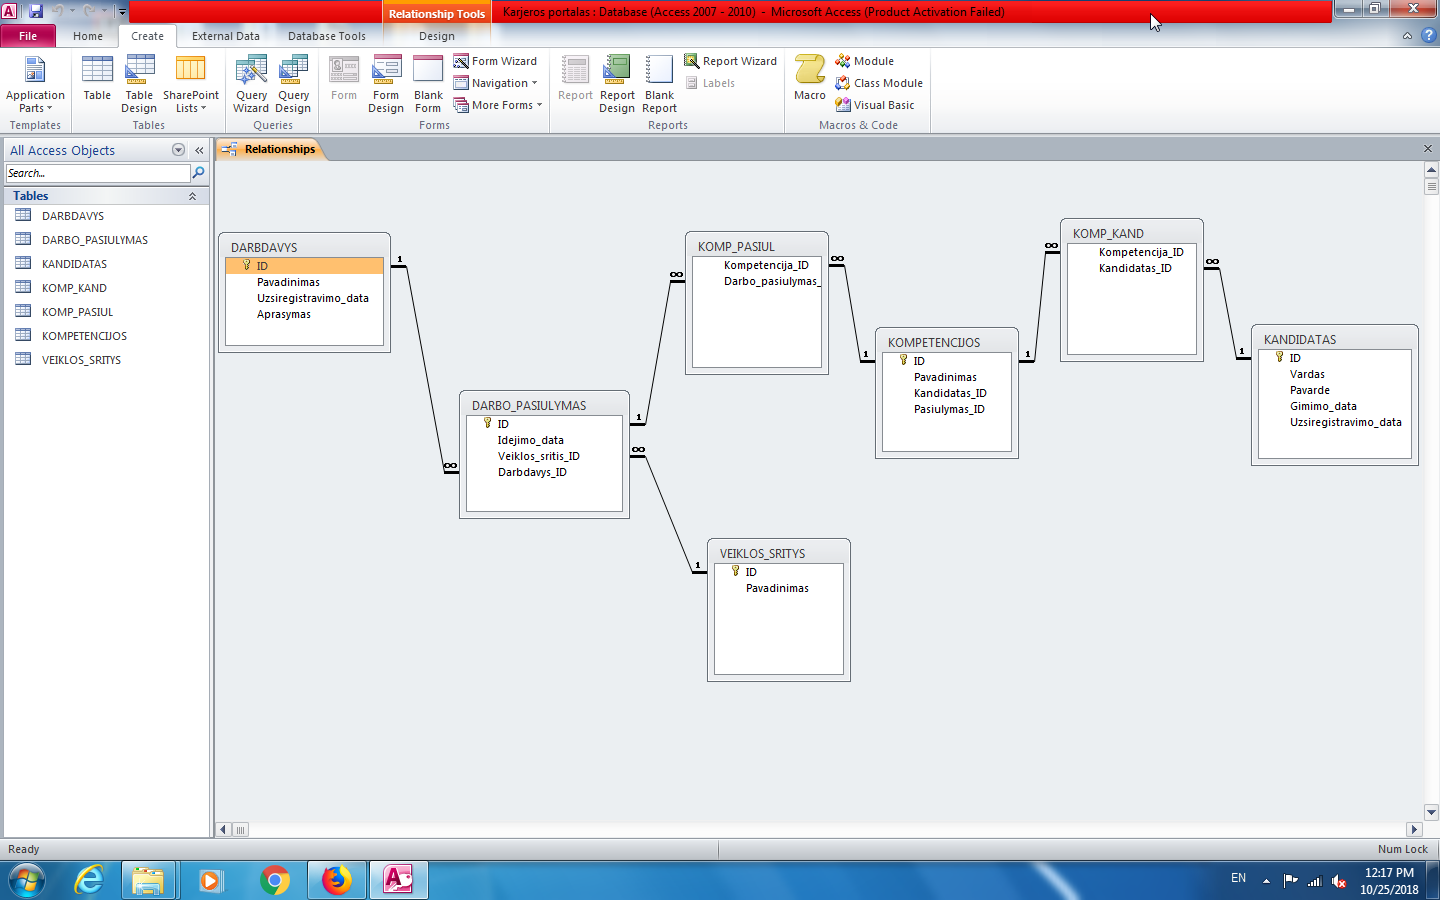 Relationship Tools
Karjeros portalas : Database (Access 2007 - 2010) - Microsoft Access (Product Activation Failed)
File Home Create External Data Database Tools Design
Application Parts
Templates
Table
Table Design
SharePoint Lists
Tables
Query Wizard
Query Design
Queries
Form
Form Design
Blank Form
Form Wizard
Navigation
More Forms
Forms
Report
Report Design
Blank Report
Report Wizard
Labels
Reports
Macro
Module
Class Module
Visual Basic
Macros & Code
All Access Objects
Search...
Tables
DARBDAVYS
DARBO_PASIULYMAS
KANDIDATAS
KOMP_KAND
KOMP_PASIUL
KOMPETENCIJOS
VEIKLOS_SRITYS
Relationships
DARBDAVYS
ID
Pavadinimas
Uzsiregistravimo_data
Aprasymas
1
∞
DARBO_PASIULYMAS
ID
Idejimo_data
Veiklos_sritis_ID
Darbdavys_ID
1
∞
∞
1
KOMP_PASIUL
Kompetencija_ID
Darbo_pasiulymas_
∞
1
VEIKLOS_SRITYS
ID
Pavadinimas
KOMPETENCIJOS
ID
Pavadinimas
Kandidatas_ID
Pasiulymas_ID
1
∞
KOMP_KAND
Kompetencija_ID
Kandidatas_ID
∞
1
KANDIDATAS
ID
Vardas
Pavarde
Gimimo_data
Uzsiregistravimo_data
Ready
Num Lock
EN
12:17 PM
10/25/2018